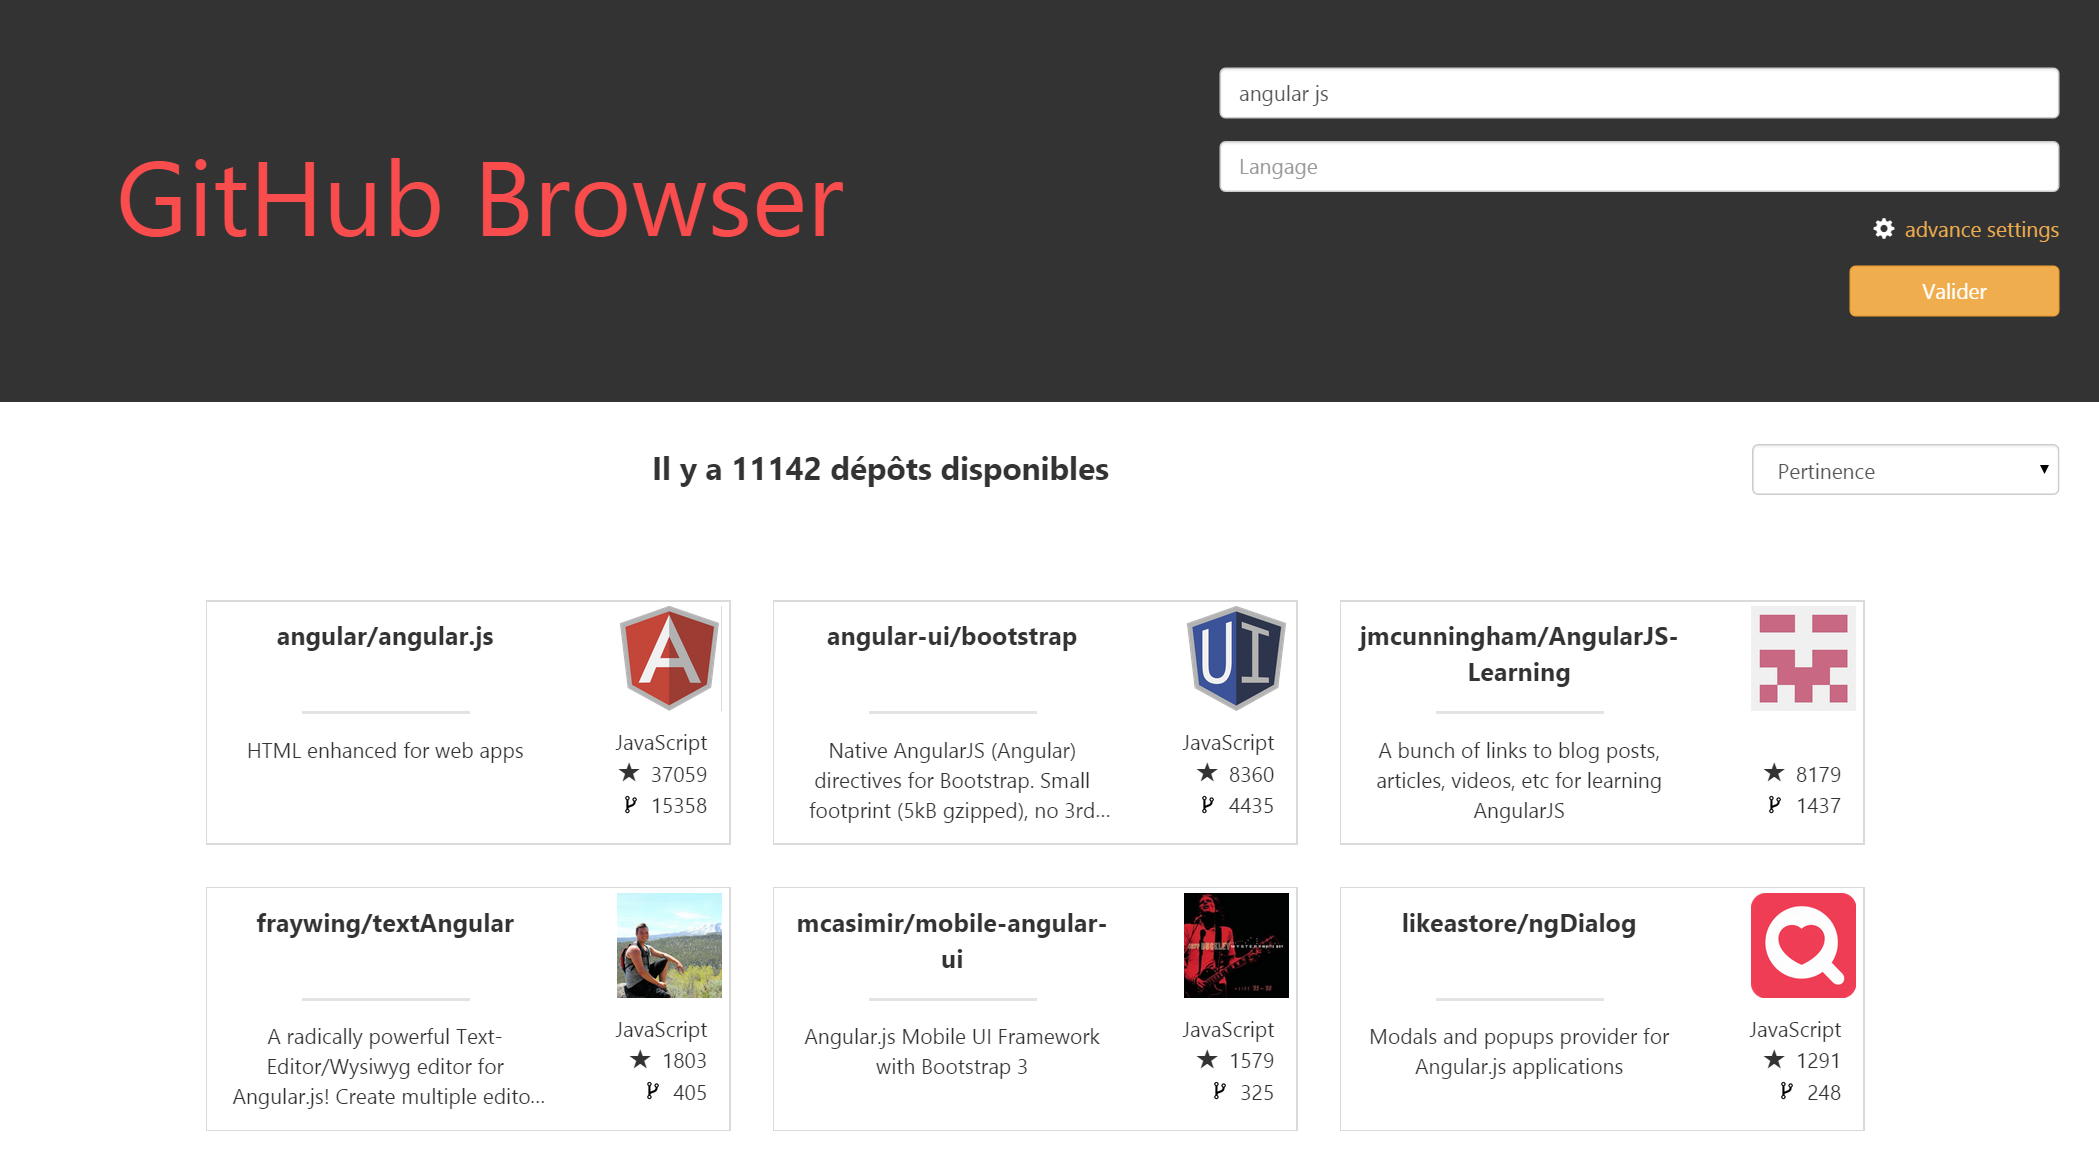 GitHub Browser
angular js
Langage
advance settings
Valider
Il y a 11142 dépôts disponibles
Pertinence
angular/angular.js
HTML enhanced for web apps
JavaScript
37059
15358
angular-ui/bootstrap
Native AngularJS (Angular)
directives for Bootstrap. Small
footprint (5kB gzipped), no 3rd...
UI
JavaScript
8360
4435
jmcunningham/AngularJS-
Learning
A bunch of links to blog posts,
articles, videos, etc for learning
AngularJS
8179
1437
fraywing/textAngular
A radically powerful Text-
Editor/Wysiwyg editor for
Angular.js! Create multiple edito...
JavaScript
1803
405
mcasimir/mobile-angular-
ui
Angular.js Mobile UI Framework
with Bootstrap 3
JavaScript
1579
325
likeastore/ngDialog
Modals and popups provider for
Angular.js applications
JavaScript
1291
248